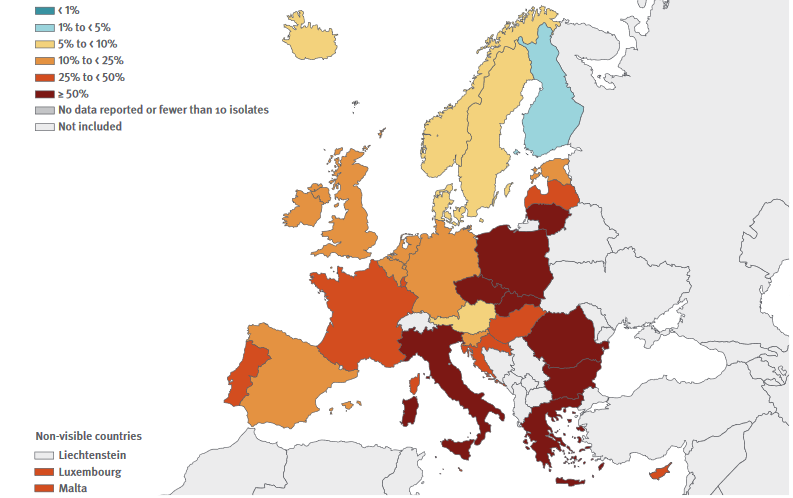 < 1%
1% to < 5%
5% to < 10%
10% to < 25%
25% to < 50%
≥ 50%
No data reported or fewer than 10 isolates
Not included
Non-visible countries
Liechtenstein
Luxembourg
Malta